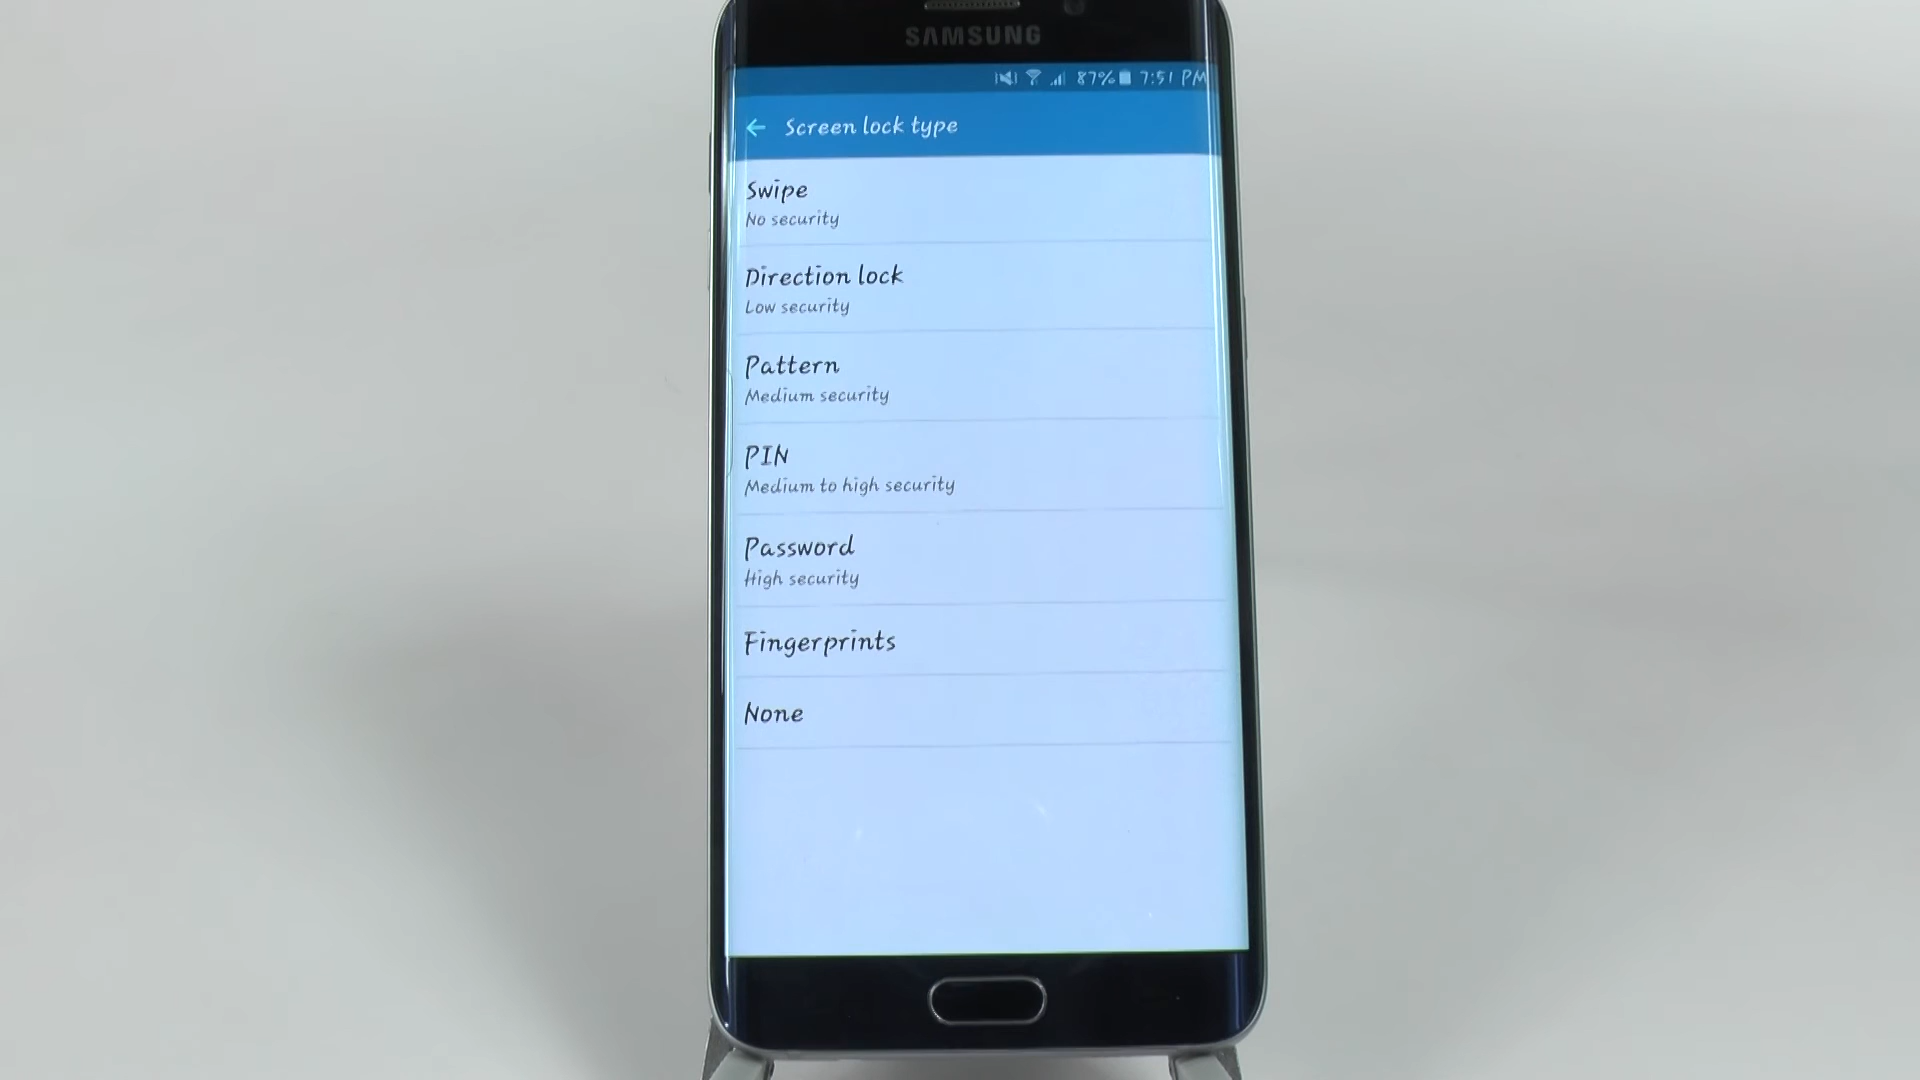 SAMSUNG
87% 7:51 PM
Screen lock type
Swipe
No security
Direction lock
Low security
Pattern
Medium security
PIN
Medium to high security
Password
High security
Fingerprints
None